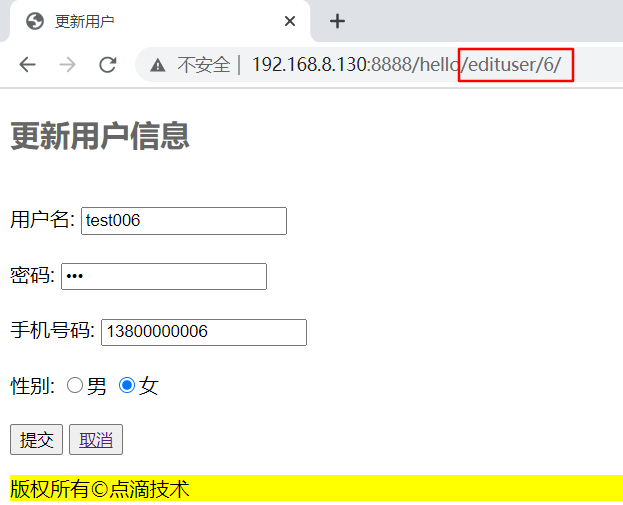 更新用户
不安全 | 192.168.8.130:8888/hello/edituser/6/
更新用户信息
用户名: test006
密码: •••
手机号码: 13800000006
性别: 男 女
提交 取消
版权所有©点滴技术